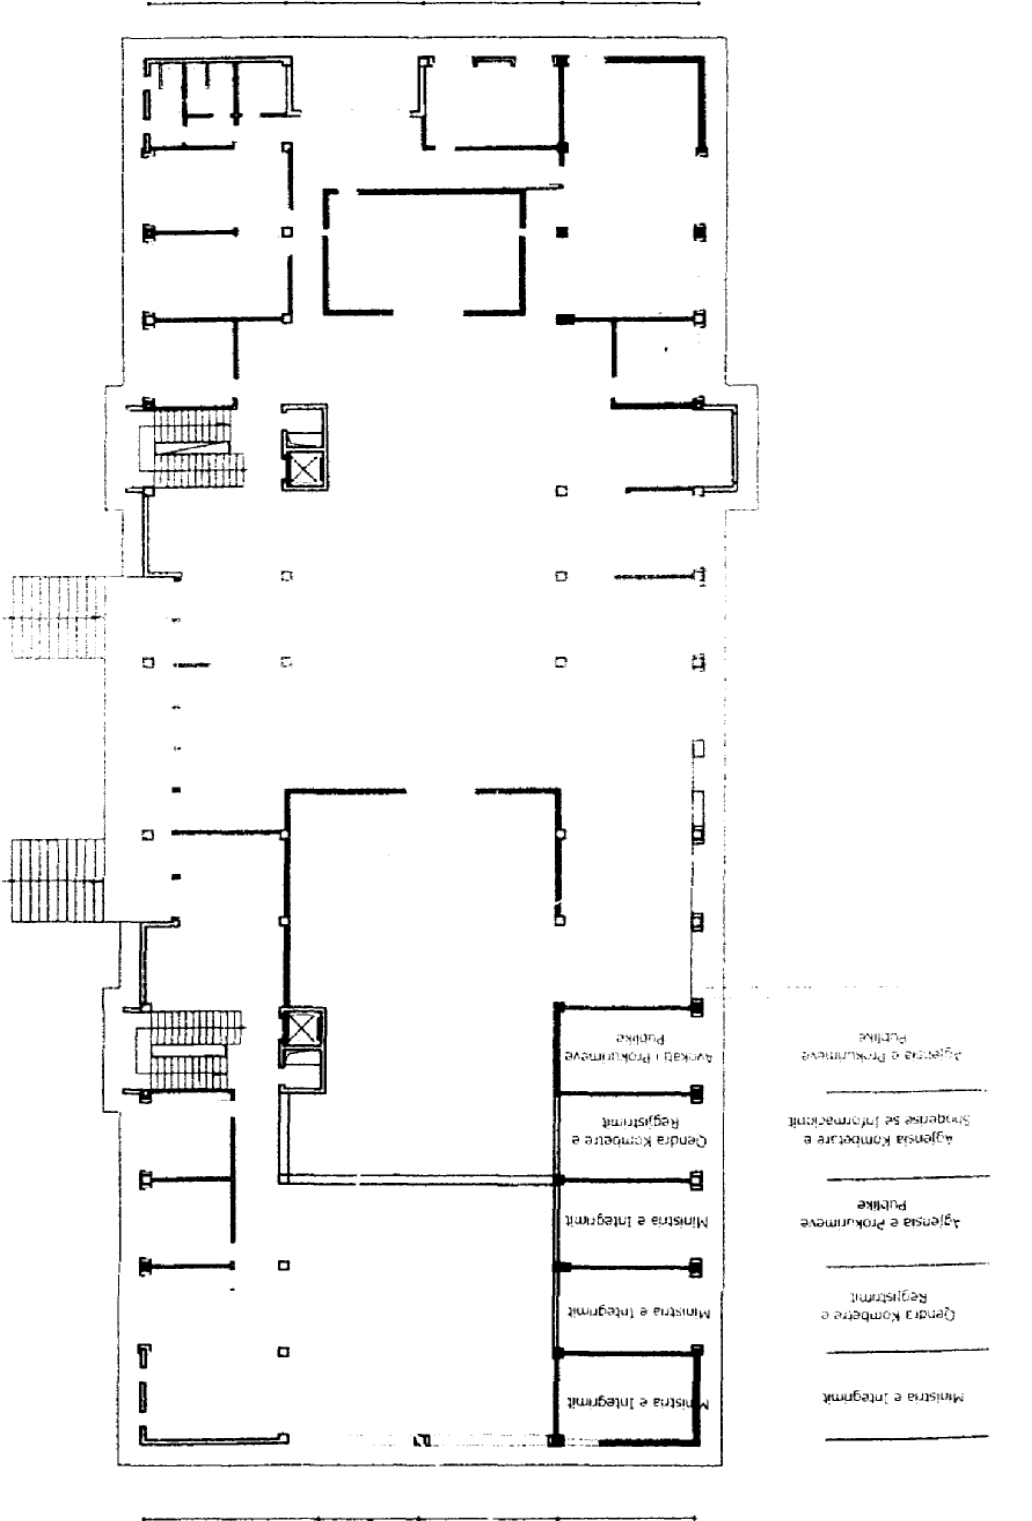 Ministria e Integrimit
Qendra Kombetre e
Regjistrimit
Agjensia e Prokurimeve
Publike
Agjensia Kombetare e
Shoqerise se Informacionit
Agjensia e Prokurimeve
Publike
Ministria e Integrimit
Ministria e Integrimit
Ministria e Integrimit
Qendra Kombetre e
Regjistrimit
Avokati i Prokurimeve
Publike